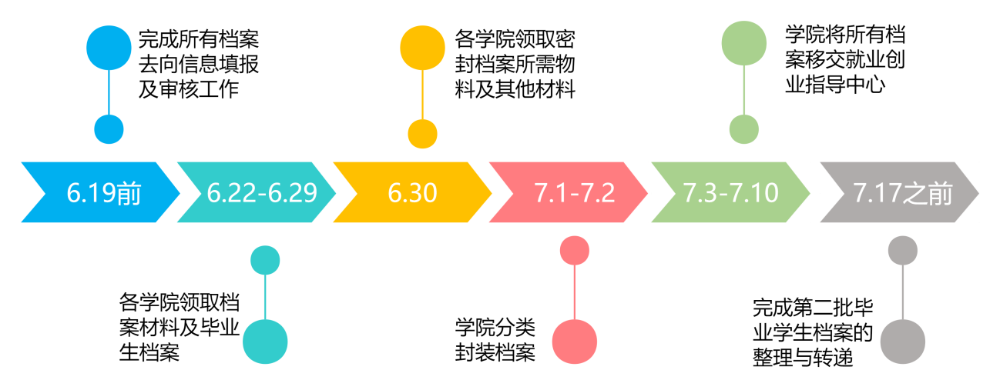 完成所有档案
去向信息填报
及审核工作
各学院领取密
封档案所需物
料及其他材料
学院将所有档
案移交就业创
业指导中心
6.19前
6.22-6.29
6.30
7.1-7.2
7.3-7.10
7.17之前
各学院领取档
案材料及毕业
生档案
学院分类
封装档案
完成第二批毕
业学生档案的
整理与转递